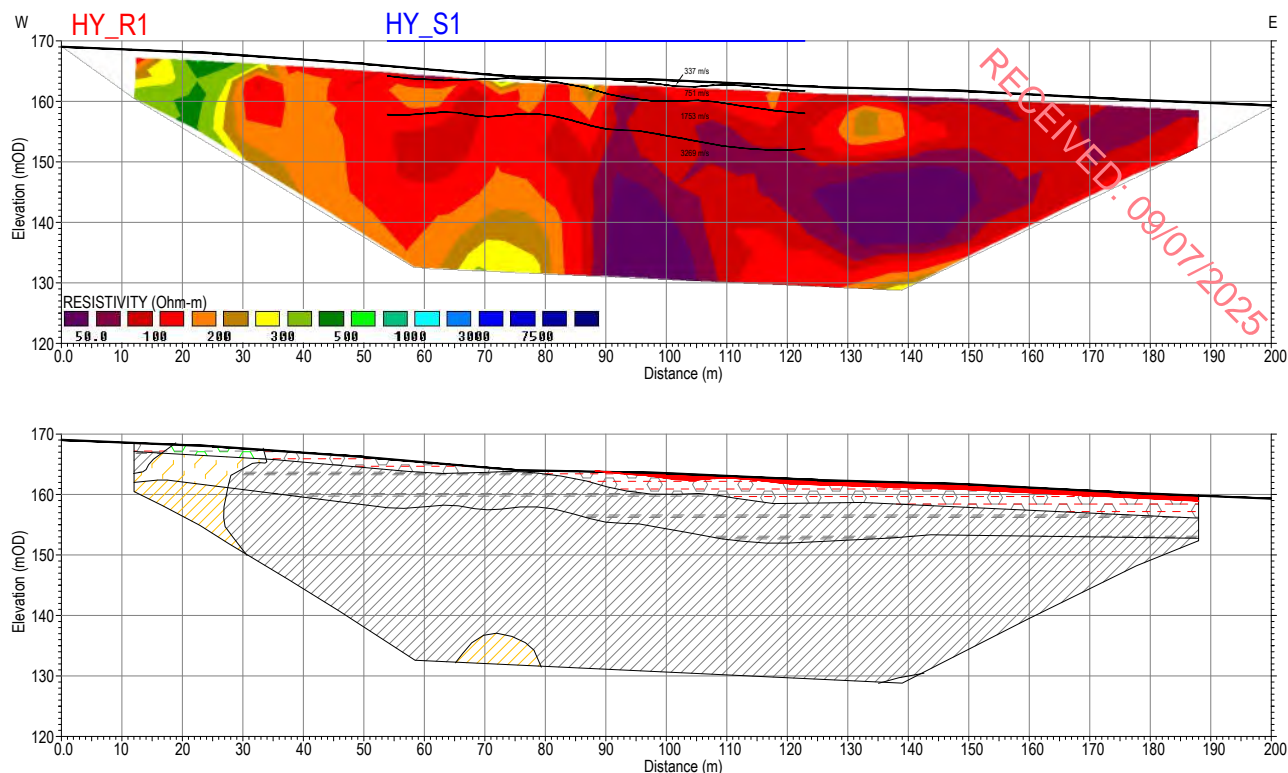 W
HY_R1
HY_S1
E
RECEIVED: 09/07/2025
170
160
150
140
130
120
Elevation (mOD)
337 m/s
751 m/s
3269 m/s
RESISTIVITY (Ohm-m)
50.0 100 200 300 500 1000 3000 7500
0.0 10 20 30 40 50 60 70 80 90 100 110 120 130 140 150 160 170 180 190 200
Distance (m)
170
160
150
140
130
120
Elevation (mOD)
0.0 10 20 30 40 50 60 70 80 90 100 110 120 130 140 150 160 170 180 190 200
Distance (m)